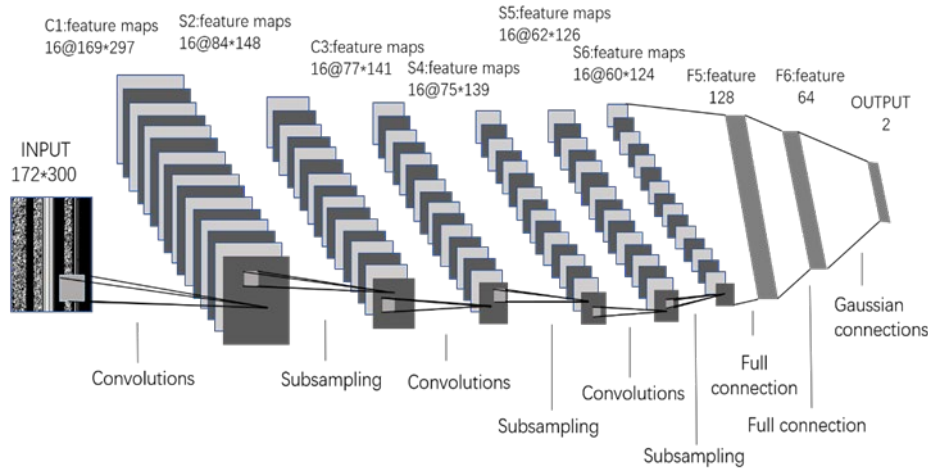 C1:feature maps
16@169*297
S2:feature maps
16@84*148
C3:feature maps
16@77*141
S4:feature maps
16@75*139
S5:feature maps
16@62*126
S6:feature maps
16@60*124
F5:feature
128
F6:feature
64
OUTPUT
2
INPUT
172*300
Convolutions
Subsampling
Convolutions
Subsampling
Convolutions
Subsampling
Full
connection
Full connection
Gaussian
connections